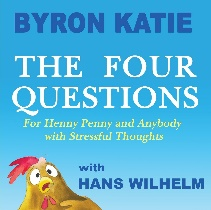 BYRON KATIE
THE FOUR
QUESTIONS
For Henny Penny and Anybody
with Stressful Thoughts
with
HANS WILHELM